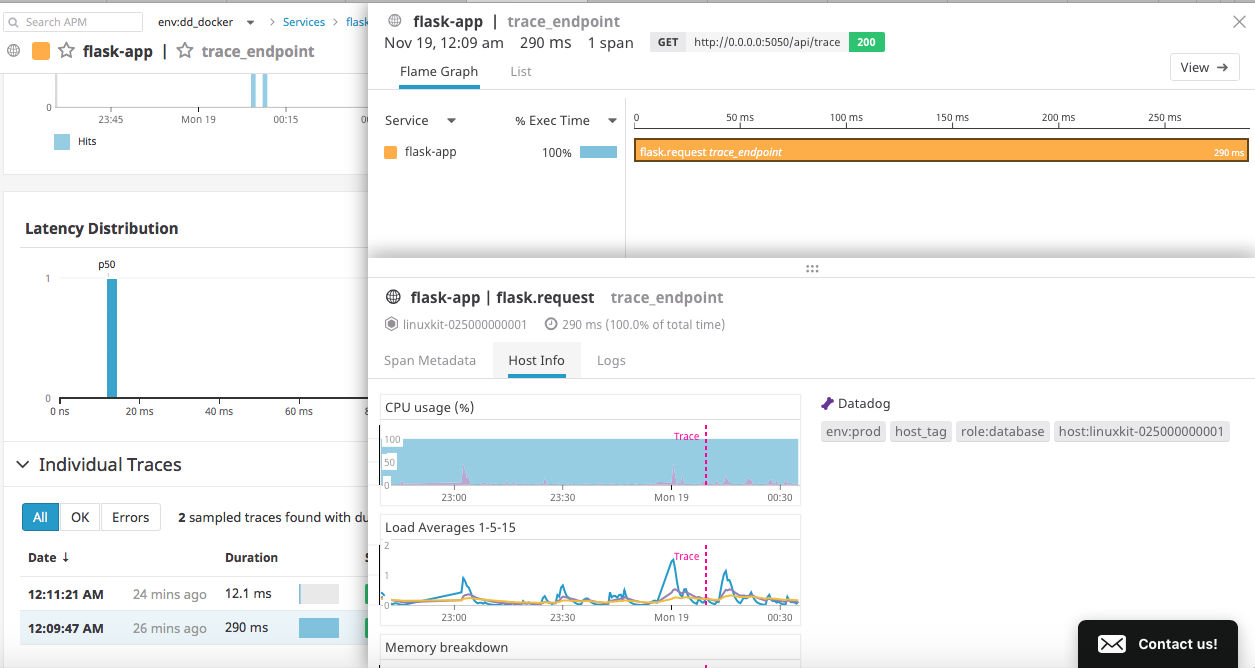 Search APM
env:dd_docker
Services
flask
flask-app | trace_endpoint
0
23:45
Mon 19
00:15
Hits
Latency Distribution
p50
1
0
0 ns
20 ms
40 ms
60 ms
Individual Traces
All
OK
Errors
2 sampled traces found with du
Date ↓
Duration
12:11:21 AM
24 mins ago
12.1 ms
12:09:47 AM
26 mins ago
290 ms
flask-app | trace_endpoint
Nov 19, 12:09 am 290 ms 1 span
GET http://0.0.0.0:5050/api/trace 200
Flame Graph
List
View →
Service
% Exec Time
flask-app
100%
0
50 ms
100 ms
150 ms
200 ms
250 ms
flask.request trace_endpoint
290 ms
flask-app | flask.request trace_endpoint
linuxkit-025000000001
290 ms (100.0% of total time)
Span Metadata
Host Info
Logs
CPU usage (%)
Trace
100
50
0
23:00
23:30
Mon 19
00:30
Load Averages 1-5-15
Trace
2
1
0
23:00
23:30
Mon 19
00:30
Memory breakdown
Datadog
env:prod
host_tag
role:database
host:linuxkit-025000000001
Contact us!